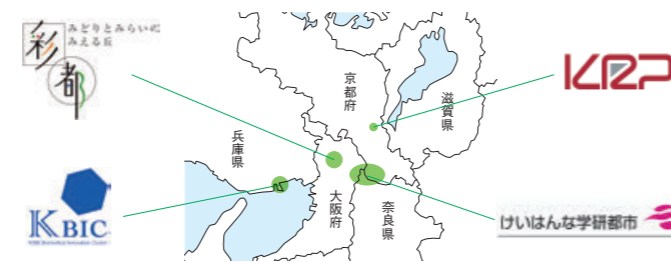 みどりとみらいに
みえる丘
彩都
京都府
滋賀県
KRP
兵庫県
大阪府
奈良県
KBIC
けいはんな学研都市